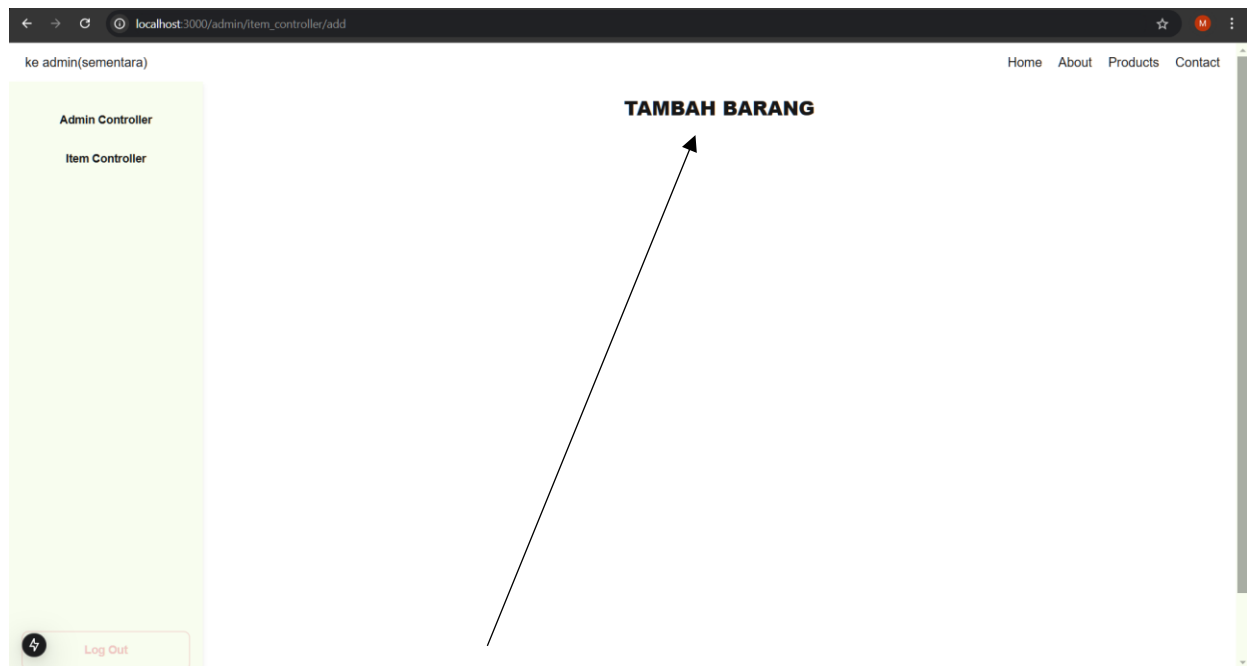 localhost:3000/admin/item_controller/add
M
ke admin(sementara)
Home About Products Contact
Admin Controller
Item Controller
TAMBAH BARANG
Log Out